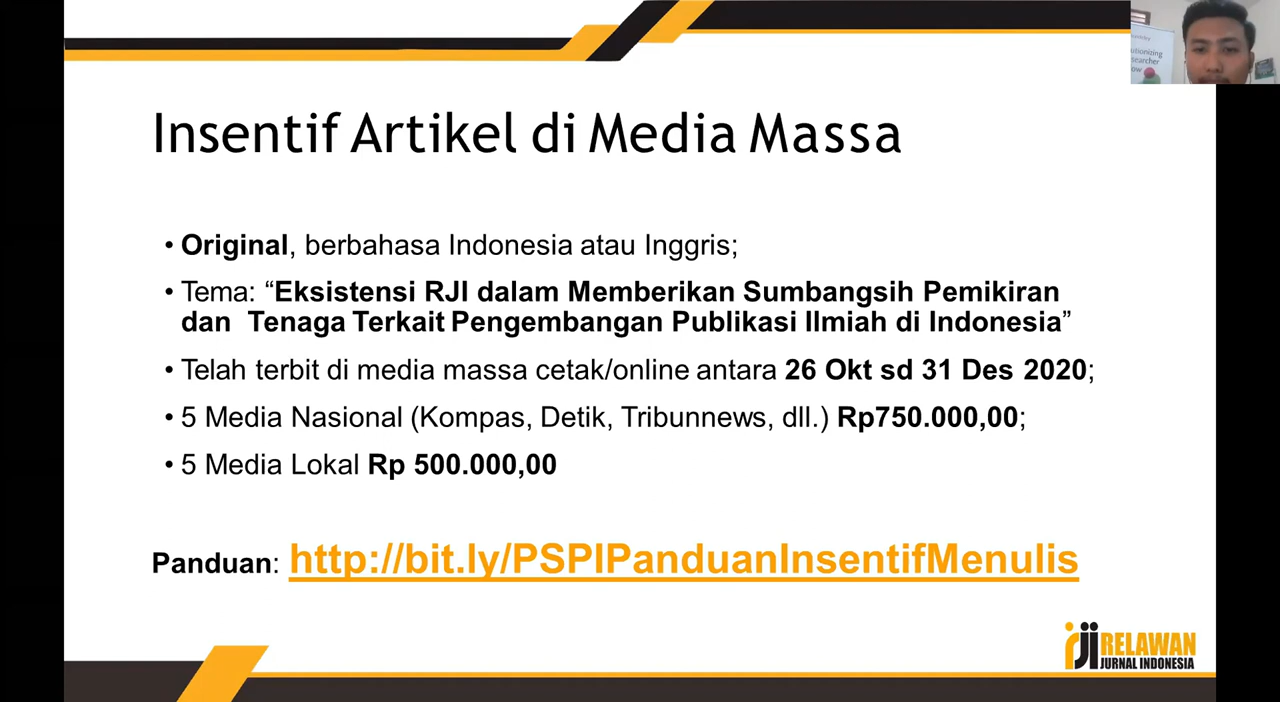 Insentif Artikel di Media Massa
• Original, berbahasa Indonesia atau Inggris;
• Tema: “Eksistensi RJI dalam Memberikan Sumbangsih Pemikiran
dan Tenaga Terkait Pengembangan Publikasi Ilmiah di Indonesia”
• Telah terbit di media massa cetak/online antara 26 Okt sd 31 Des 2020;
• 5 Media Nasional (Kompas, Detik, Tribunnews, dll.) Rp750.000,00;
• 5 Media Lokal Rp 500.000,00
Panduan: http://bit.ly/PSPIPanduanInsentifMenulis
rji RELAWAN
JURNAL INDONESIA